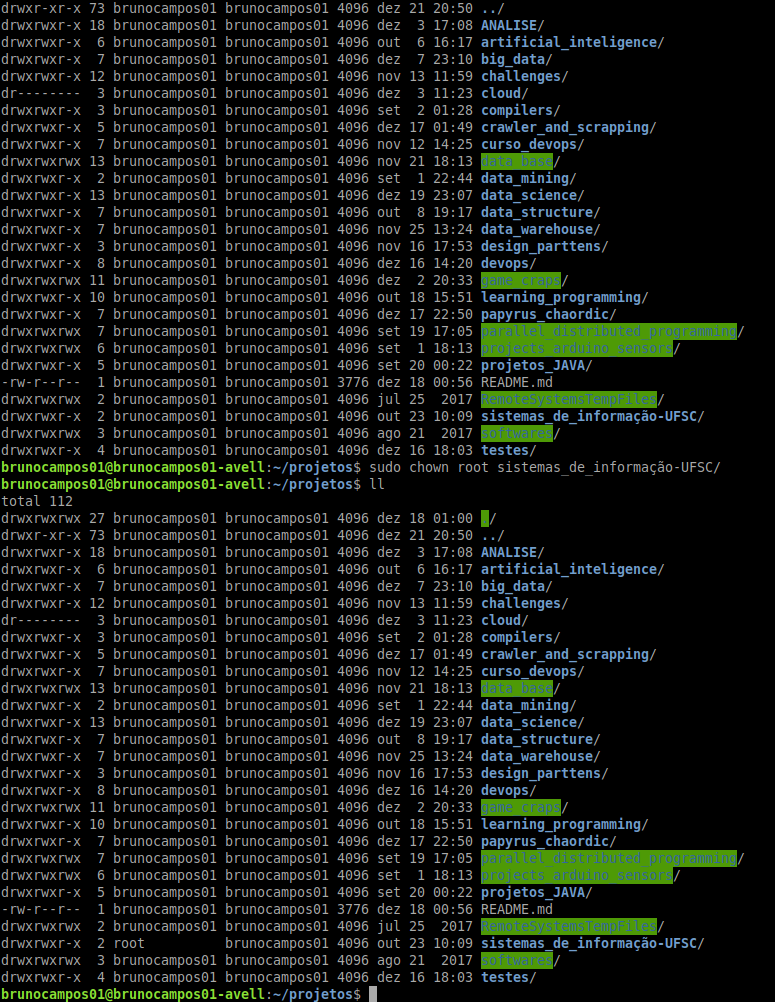 drwxr-xr-x 73 brunocampos01 brunocampos01 4096 dez 21 20:50 ../
drwxrwxr-x 18 brunocampos01 brunocampos01 4096 dez  3 17:08 ANALISE/
drwxrwxr-x  6 brunocampos01 brunocampos01 4096 out  6 16:17 artificial_inteligence/
drwxrwxr-x  7 brunocampos01 brunocampos01 4096 dez  7 23:10 big_data/
drwxrwxr-x 12 brunocampos01 brunocampos01 4096 nov 13 11:59 challenges/
dr--------  3 brunocampos01 brunocampos01 4096 dez  3 11:23 cloud/
drwxrwxr-x  3 brunocampos01 brunocampos01 4096 set  2 01:28 compilers/
drwxrwxr-x  5 brunocampos01 brunocampos01 4096 dez 17 01:49 crawler_and_scrapping/
drwxrwxr-x  7 brunocampos01 brunocampos01 4096 nov 12 14:25 curso_devops/
drwxrwxrwx 13 brunocampos01 brunocampos01 4096 nov 21 18:13 data_base/
drwxrwxr-x  2 brunocampos01 brunocampos01 4096 set  1 22:44 data_mining/
drwxrwxr-x 13 brunocampos01 brunocampos01 4096 dez 19 23:07 data_science/
drwxrwxr-x  7 brunocampos01 brunocampos01 4096 out  8 19:17 data_structure/
drwxrwxr-x  7 brunocampos01 brunocampos01 4096 nov 25 13:24 data_warehouse/
drwxrwxr-x  3 brunocampos01 brunocampos01 4096 nov 16 17:53 design_parttens/
drwxrwxr-x  8 brunocampos01 brunocampos01 4096 dez 16 14:20 devops/
drwxrwxrwx 11 brunocampos01 brunocampos01 4096 dez  2 20:33 game_craps/
drwxrwxr-x 10 brunocampos01 brunocampos01 4096 out 18 15:51 learning_programming/
drwxrwxr-x  7 brunocampos01 brunocampos01 4096 dez 17 22:50 papyrus_chaordic/
drwxrwxrwx  7 brunocampos01 brunocampos01 4096 set 19 17:05 parallel_distributed_programming/
drwxrwxrwx  6 brunocampos01 brunocampos01 4096 set  1 18:13 projects_arduino_sensors/
drwxrwxr-x  5 brunocampos01 brunocampos01 4096 set 20 00:22 projetos_JAVA/
-rw-r--r--  1 brunocampos01 brunocampos01 3776 dez 18 00:56 README.md
drwxrwxrwx  2 brunocampos01 brunocampos01 4096 jul 25  2017 RemoteSystemsTempFiles/
drwxrwxr-x  2 brunocampos01 brunocampos01 4096 out 23 10:09 sistemas_de_informação-UFSC/
drwxrwxrwx  3 brunocampos01 brunocampos01 4096 ago 21  2017 softwares/
drwxrwxr-x  4 brunocampos01 brunocampos01 4096 dez 16 18:03 testes/
brunocampos01@brunocampos01-avell:~/projetos$ sudo chown root sistemas_de_informação-UFSC/
brunocampos01@brunocampos01-avell:~/projetos$ ll
total 112
drwxrwxrwx 27 brunocampos01 brunocampos01 4096 dez 18 01:00 ./
drwxr-xr-x 73 brunocampos01 brunocampos01 4096 dez 21 20:50 ../
drwxrwxr-x 18 brunocampos01 brunocampos01 4096 dez  3 17:08 ANALISE/
drwxrwxr-x  6 brunocampos01 brunocampos01 4096 out  6 16:17 artificial_inteligence/
drwxrwxr-x  7 brunocampos01 brunocampos01 4096 dez  7 23:10 big_data/
drwxrwxr-x 12 brunocampos01 brunocampos01 4096 nov 13 11:59 challenges/
dr--------  3 brunocampos01 brunocampos01 4096 dez  3 11:23 cloud/
drwxrwxr-x  3 brunocampos01 brunocampos01 4096 set  2 01:28 compilers/
drwxrwxr-x  5 brunocampos01 brunocampos01 4096 dez 17 01:49 crawler_and_scrapping/
drwxrwxr-x  7 brunocampos01 brunocampos01 4096 nov 12 14:25 curso_devops/
drwxrwxrwx 13 brunocampos01 brunocampos01 4096 nov 21 18:13 data_base/
drwxrwxr-x  2 brunocampos01 brunocampos01 4096 set  1 22:44 data_mining/
drwxrwxr-x 13 brunocampos01 brunocampos01 4096 dez 19 23:07 data_science/
drwxrwxr-x  7 brunocampos01 brunocampos01 4096 out  8 19:17 data_structure/
drwxrwxr-x  7 brunocampos01 brunocampos01 4096 nov 25 13:24 data_warehouse/
drwxrwxr-x  3 brunocampos01 brunocampos01 4096 nov 16 17:53 design_parttens/
drwxrwxr-x  8 brunocampos01 brunocampos01 4096 dez 16 14:20 devops/
drwxrwxrwx 11 brunocampos01 brunocampos01 4096 dez  2 20:33 game_craps/
drwxrwxr-x 10 brunocampos01 brunocampos01 4096 out 18 15:51 learning_programming/
drwxrwxr-x  7 brunocampos01 brunocampos01 4096 dez 17 22:50 papyrus_chaordic/
drwxrwxrwx  7 brunocampos01 brunocampos01 4096 set 19 17:05 parallel_distributed_programming/
drwxrwxrwx  6 brunocampos01 brunocampos01 4096 set  1 18:13 projects_arduino_sensors/
drwxrwxr-x  5 brunocampos01 brunocampos01 4096 set 20 00:22 projetos_JAVA/
-rw-r--r--  1 brunocampos01 brunocampos01 3776 dez 18 00:56 README.md
drwxrwxrwx  2 brunocampos01 brunocampos01 4096 jul 25  2017 RemoteSystemsTempFiles/
drwxrwxr-x  2 root          brunocampos01 4096 out 23 10:09 sistemas_de_informação-UFSC/
drwxrwxrwx  3 brunocampos01 brunocampos01 4096 ago 21  2017 softwares/
drwxrwxr-x  4 brunocampos01 brunocampos01 4096 dez 16 18:03 testes/
brunocampos01@brunocampos01-avell:~/projetos$